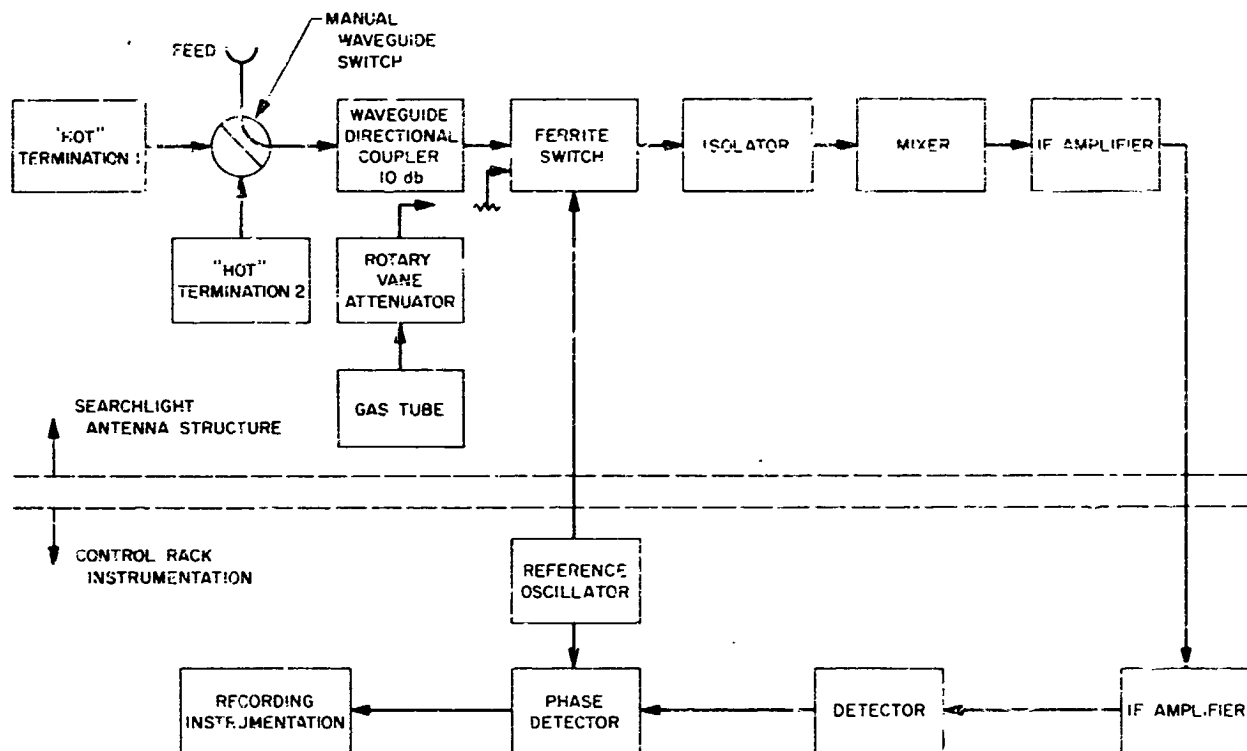 MANUAL
WAVEGUIDE
SWITCH
FEED
"HOT"
TERMINATION 1
WAVEGUIDE
DIRECTIONAL
COUPLER
10 db
FERRITE
SWITCH
ISOLATOR
MIXER
IF AMPLIFIER
"HOT"
TERMINATION 2
ROTARY
VANE
ATTENUATOR
GAS TUBE
SEARCHLIGHT
ANTENNA STRUCTURE
CONTROL RACK
INSTRUMENTATION
REFERENCE
OSCILLATOR
RECORDING
INSTRUMENTATION
PHASE
DETECTOR
DETECTOR
IF AMPLIFIER